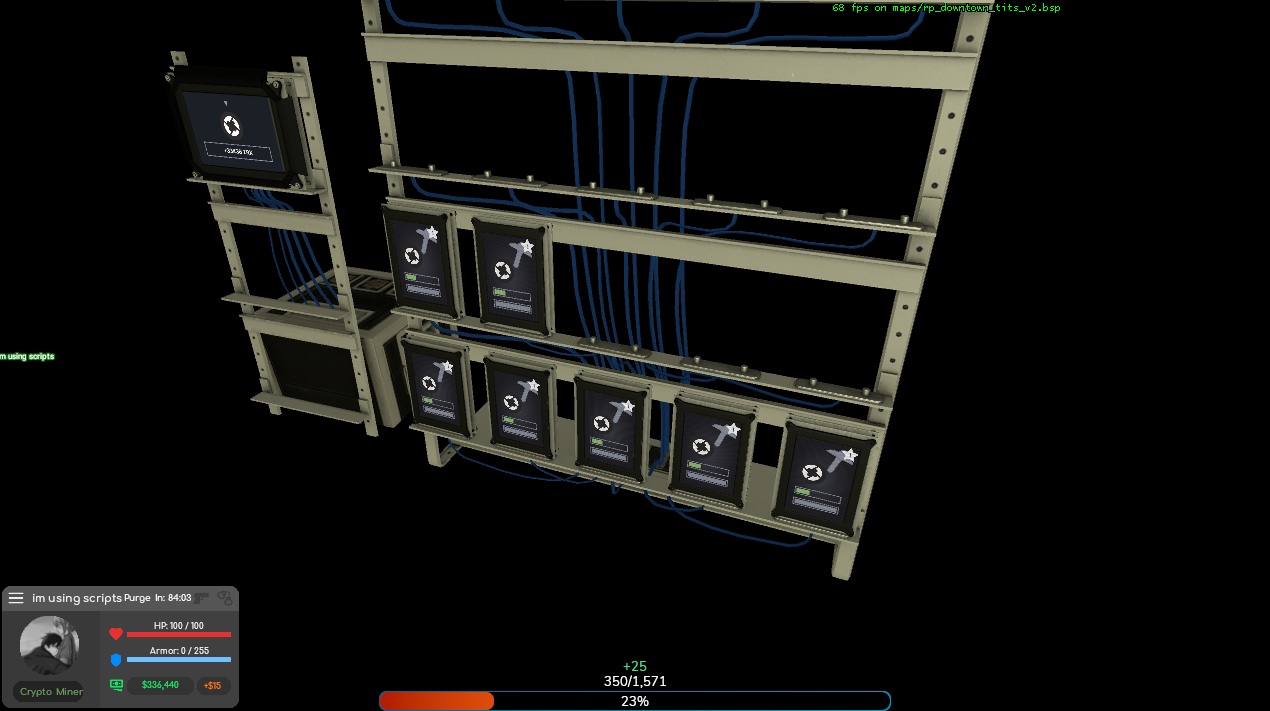 68 fps on maps/rp_downtown_tits_v2.bsp
m using scripts
im using scripts Purge In: 84:03
HP: 100 / 100
Armor: 0 / 255
Crypto Miner
$336,440
+$15
+25
350/1,571
23%